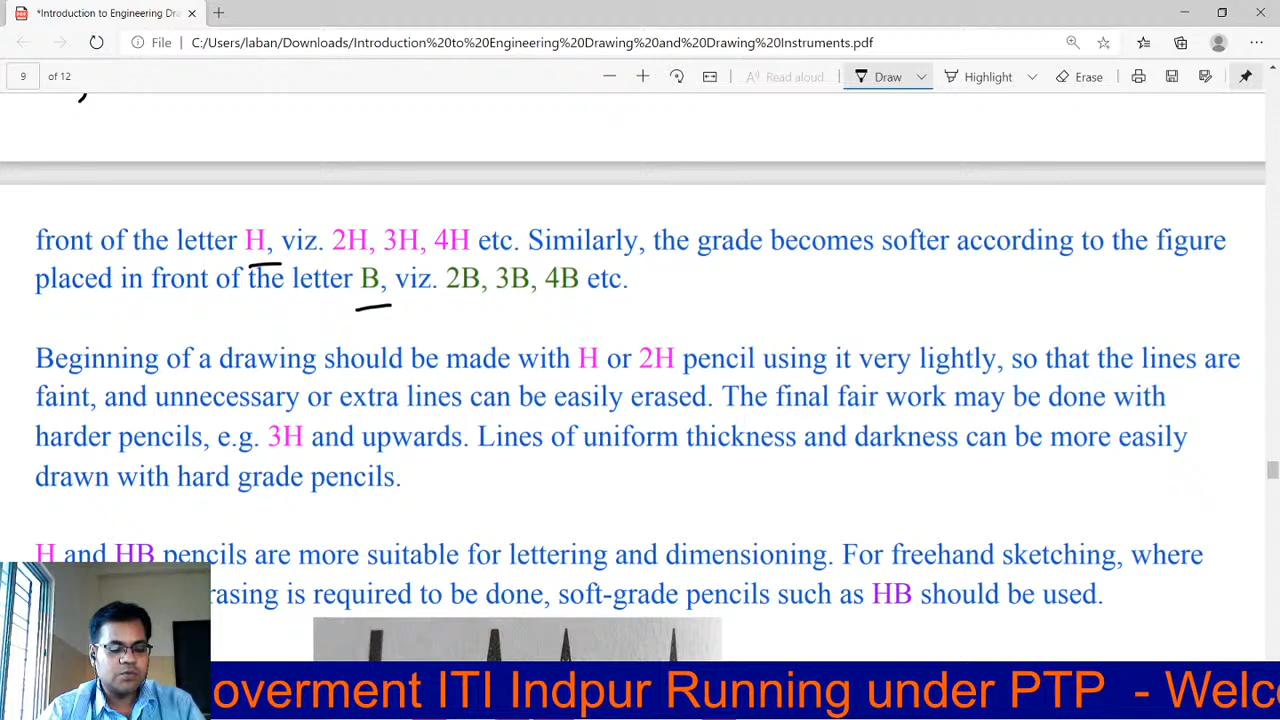 *Introduction to Engineering Dra
File C:/Users/laban/Downloads/Introduction%20to%20Engineering%20Drawing%20and%20Drawing%20Instruments.pdf
9 of 12 Read aloud Draw Highlight Erase
front of the letter H, viz. 2H, 3H, 4H etc. Similarly, the grade becomes softer according to the figure
placed in front of the letter B, viz. 2B, 3B, 4B etc.
Beginning of a drawing should be made with H or 2H pencil using it very lightly, so that the lines are
faint, and unnecessary or extra lines can be easily erased. The final fair work may be done with
harder pencils, e.g. 3H and upwards. Lines of uniform thickness and darkness can be more easily
drawn with hard grade pencils.
H and HB pencils are more suitable for lettering and dimensioning. For freehand sketching, where
rasing is required to be done, soft-grade pencils such as HB should be used.
overment ITI Indpur Running under PTP - Welc